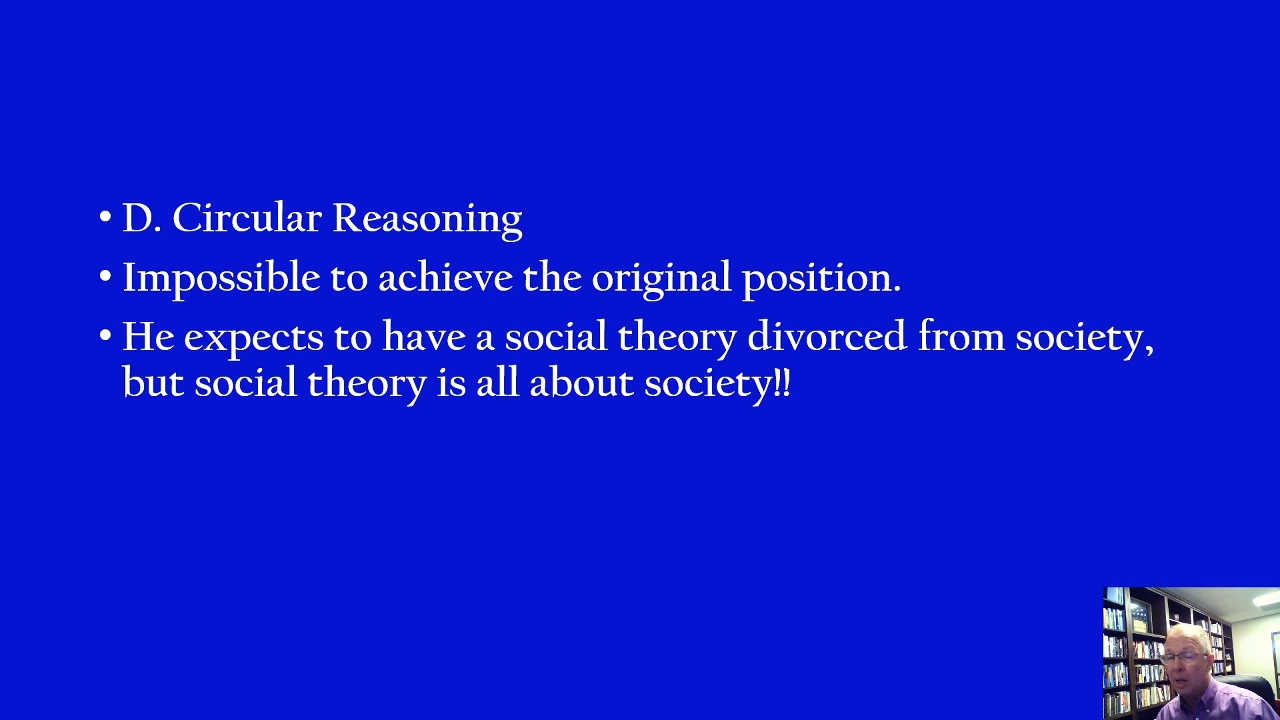 • D. Circular Reasoning
• Impossible to achieve the original position.
• He expects to have a social theory divorced from society,
but social theory is all about society!!